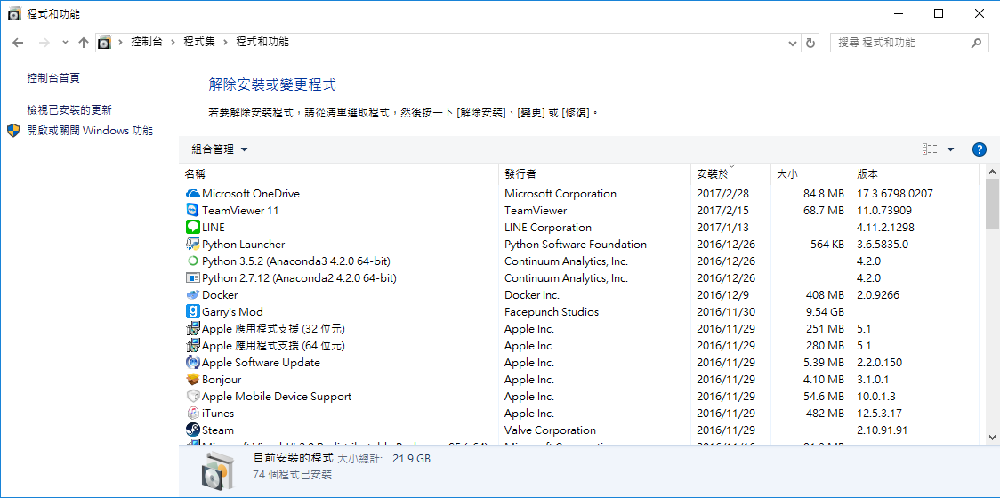 程式和功能
控制台 程式集 程式和功能
搜尋 程式和功能
控制台首頁
檢視已安裝的更新
開啟或關閉 Windows 功能
解除安裝或變更程式
若要解除安裝程式，請從清單選取程式，然後按一下 [解除安裝]、[變更] 或 [修復]。
組合管理
名稱 發行者 安裝於 大小 版本
Microsoft OneDrive Microsoft Corporation 2017/2/28 84.8 MB 17.3.6798.0207
TeamViewer 11 TeamViewer 2017/2/15 68.7 MB 11.0.73909
LINE LINE Corporation 2017/1/13 4.11.2.1298
Python Launcher Python Software Foundation 2016/12/26 564 KB 3.6.5835.0
Python 3.5.2 (Anaconda3 4.2.0 64-bit) Continuum Analytics, Inc. 2016/12/26 4.2.0
Python 2.7.12 (Anaconda2 4.2.0 64-bit) Continuum Analytics, Inc. 2016/12/26 4.2.0
Docker Docker Inc. 2016/12/9 408 MB 2.0.9266
Garry's Mod Facepunch Studios 2016/11/30 9.54 GB
Apple 應用程式支援 (32 位元) Apple Inc. 2016/11/29 251 MB 5.1
Apple 應用程式支援 (64 位元) Apple Inc. 2016/11/29 280 MB 5.1
Apple Software Update Apple Inc. 2016/11/29 5.39 MB 2.2.0.150
Bonjour Apple Inc. 2016/11/29 4.10 MB 3.1.0.1
Apple Mobile Device Support Apple Inc. 2016/11/29 54.6 MB 10.0.1.3
iTunes Apple Inc. 2016/11/29 482 MB 12.5.3.17
Steam Valve Corporation 2016/11/29 2.10.91.91
目前安裝的程式 大小總計: 21.9 GB
74 個程式已安裝